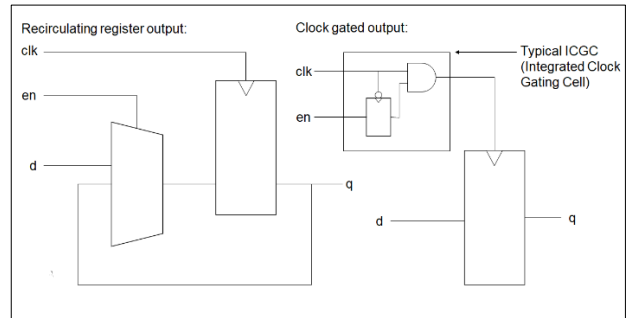 Recirculating register output:
clk
en
d
q
Clock gated output:
clk
en
Typical ICGC
(Integrated Clock
Gating Cell)
d
q